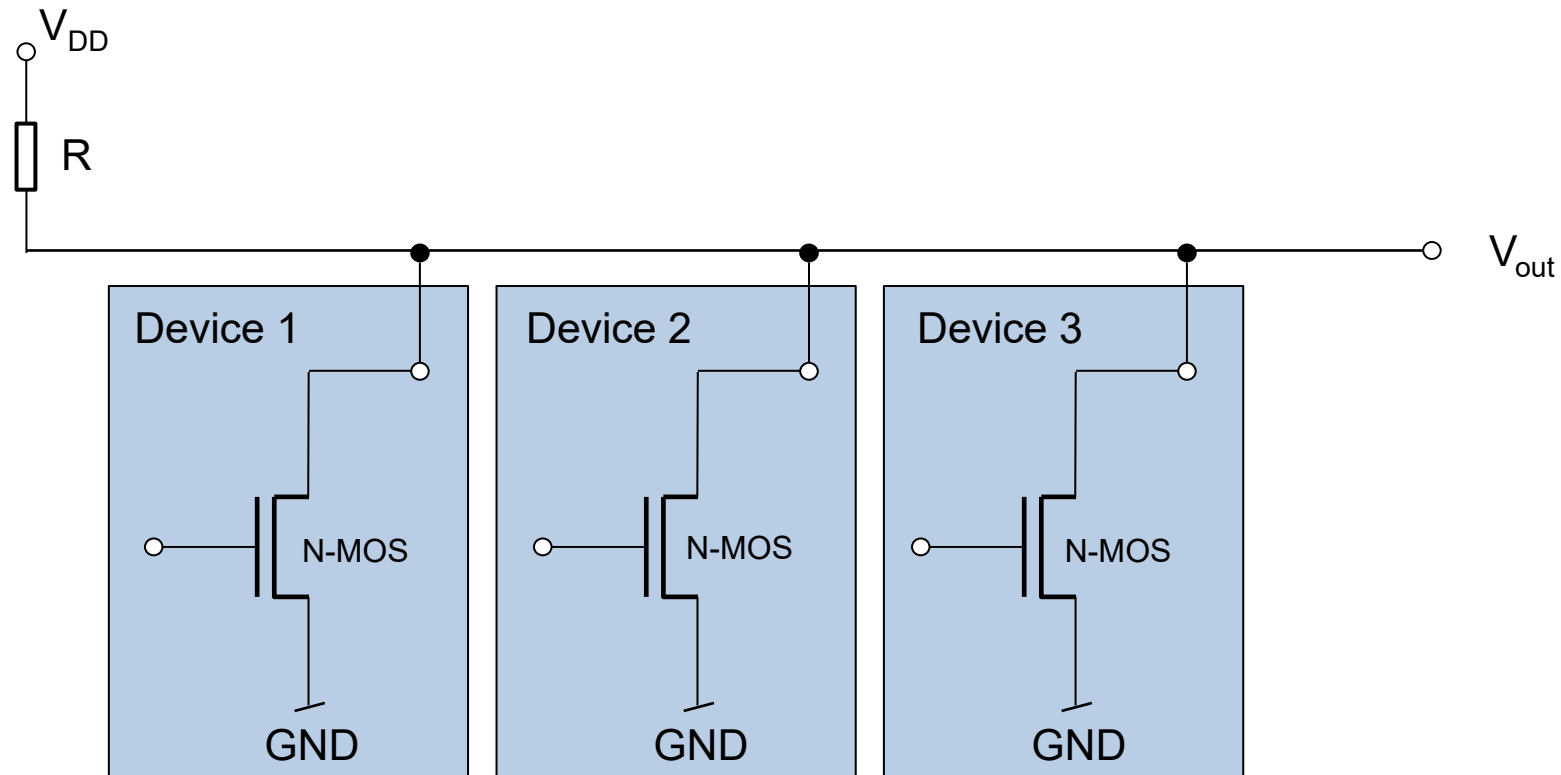 VDD
R
Vout
Device 1
Device 2
Device 3
N-MOS
N-MOS
N-MOS
GND
GND
GND